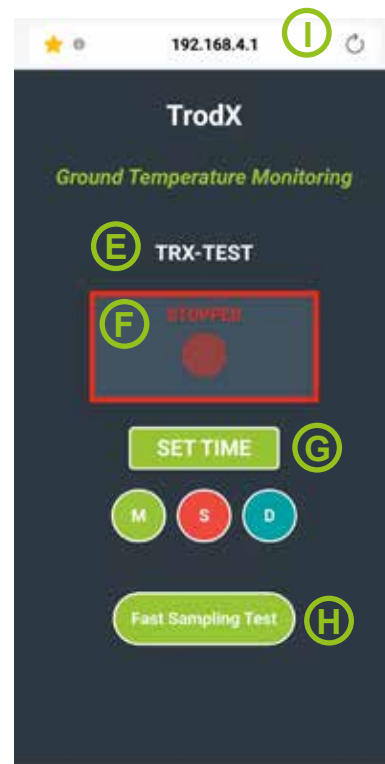 192.168.4.1 I
TrodX
Ground Temperature Monitoring
E TRX-TEST
F STOPPED
SET TIME G
M S D
Fast Sampling Test H